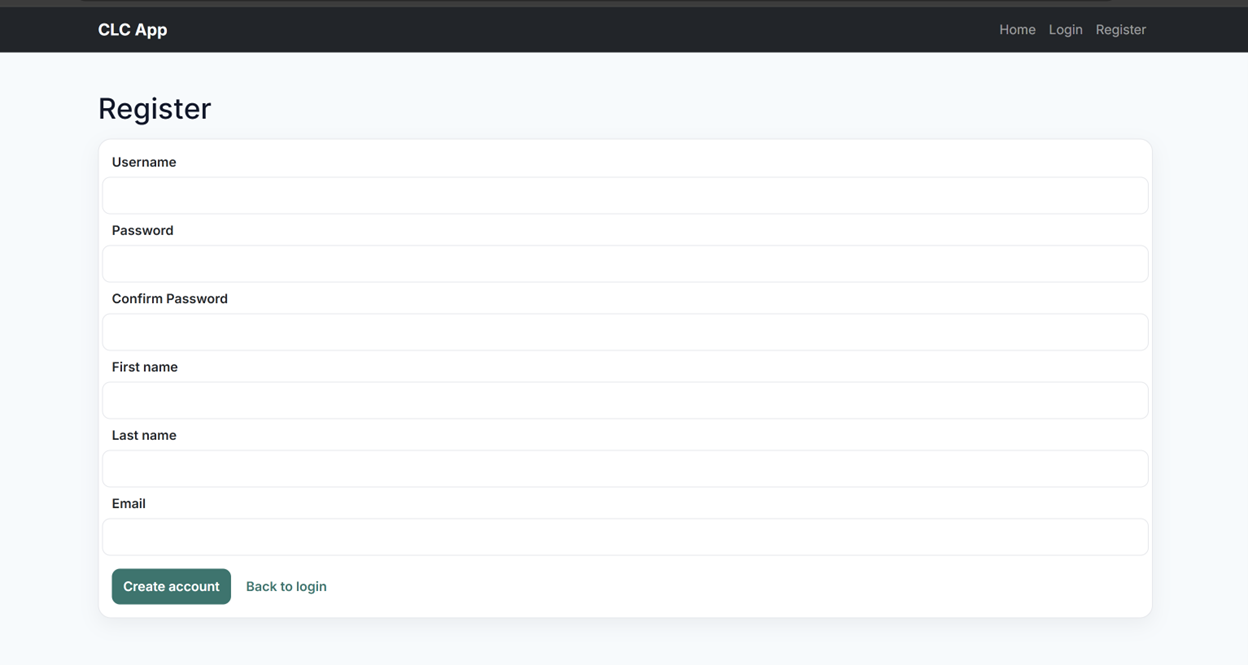 CLC App
Home Login Register
Register
Username
Password
Confirm Password
First name
Last name
Email
Create account Back to login